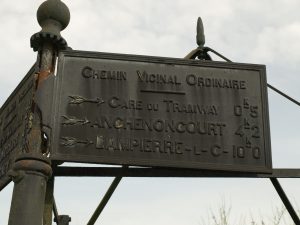 CHEMIN VICINAL ORDINAIRE
GARE DU TRAMWAY 0ᵏ5
ANCHENONCOURT 4ᵏ2
DAMPIERRE-L-C-10ᵏ0